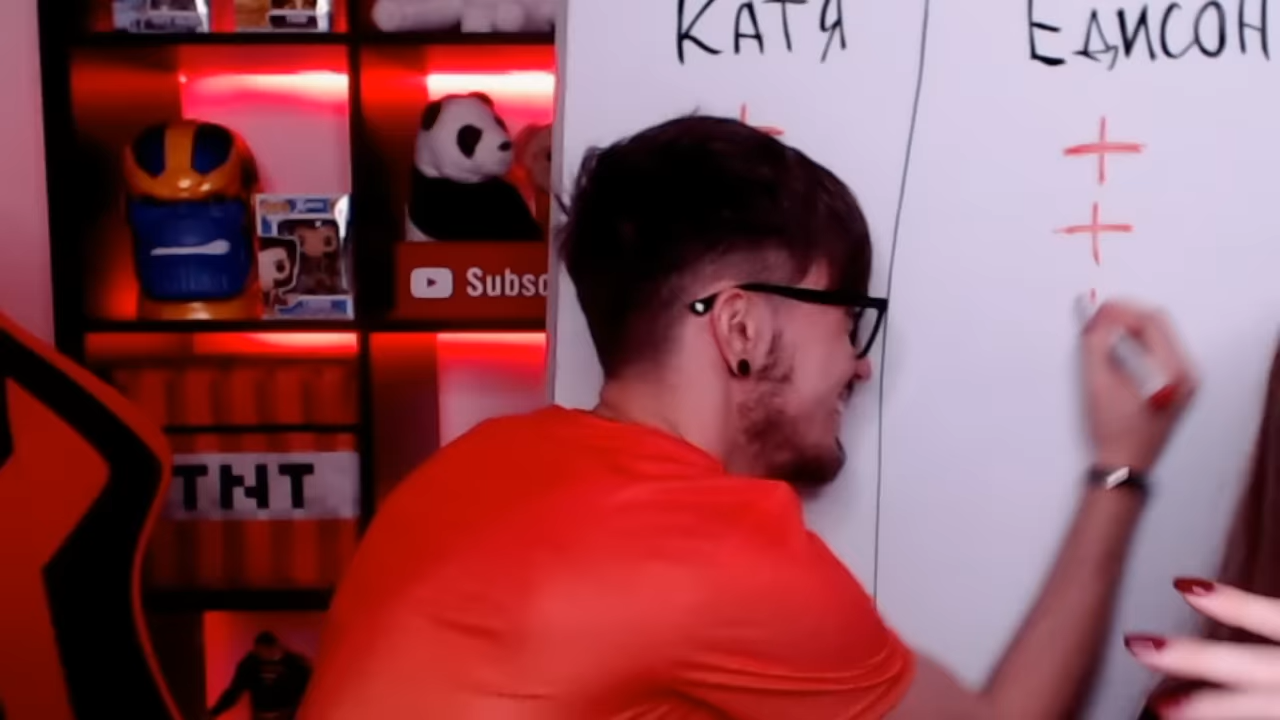 КАТЯ
ЕДИСОН
+
+
+
Subsc
TNT